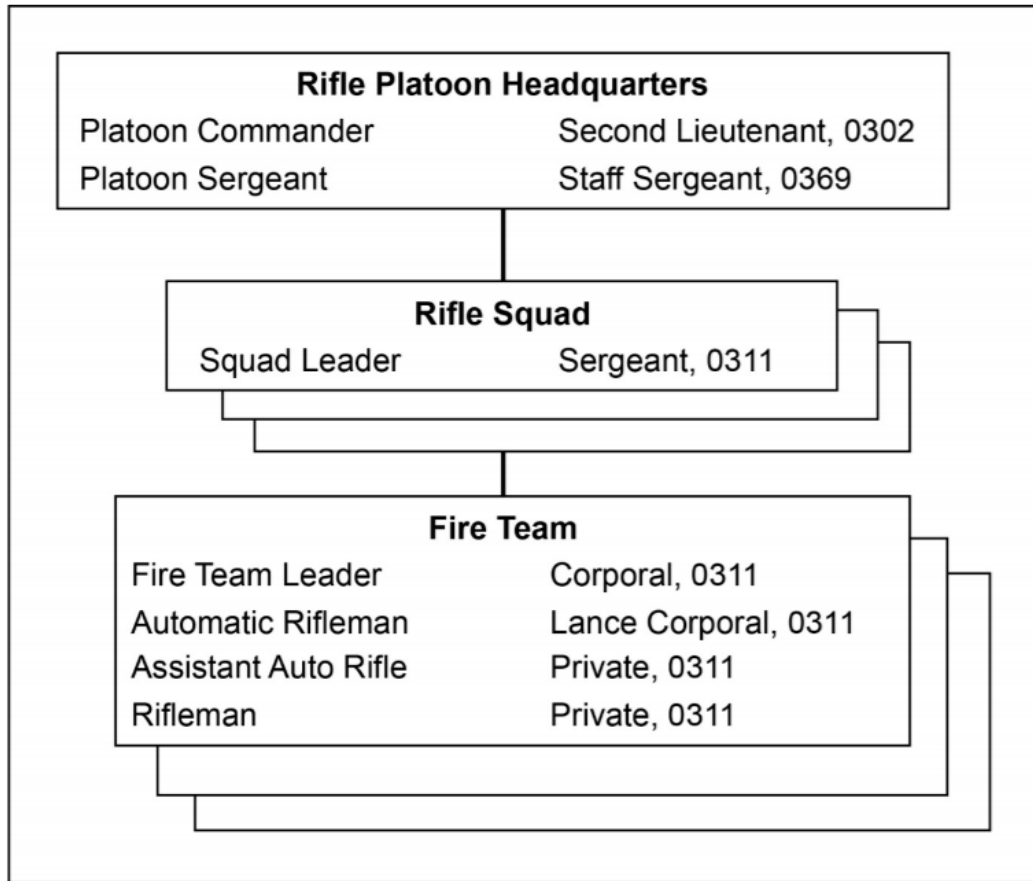 Rifle Platoon Headquarters
Platoon Commander Second Lieutenant, 0302
Platoon Sergeant Staff Sergeant, 0369
Rifle Squad
Squad Leader Sergeant, 0311
Fire Team
Fire Team Leader Corporal, 0311
Automatic Rifleman Lance Corporal, 0311
Assistant Auto Rifle Private, 0311
Rifleman Private, 0311